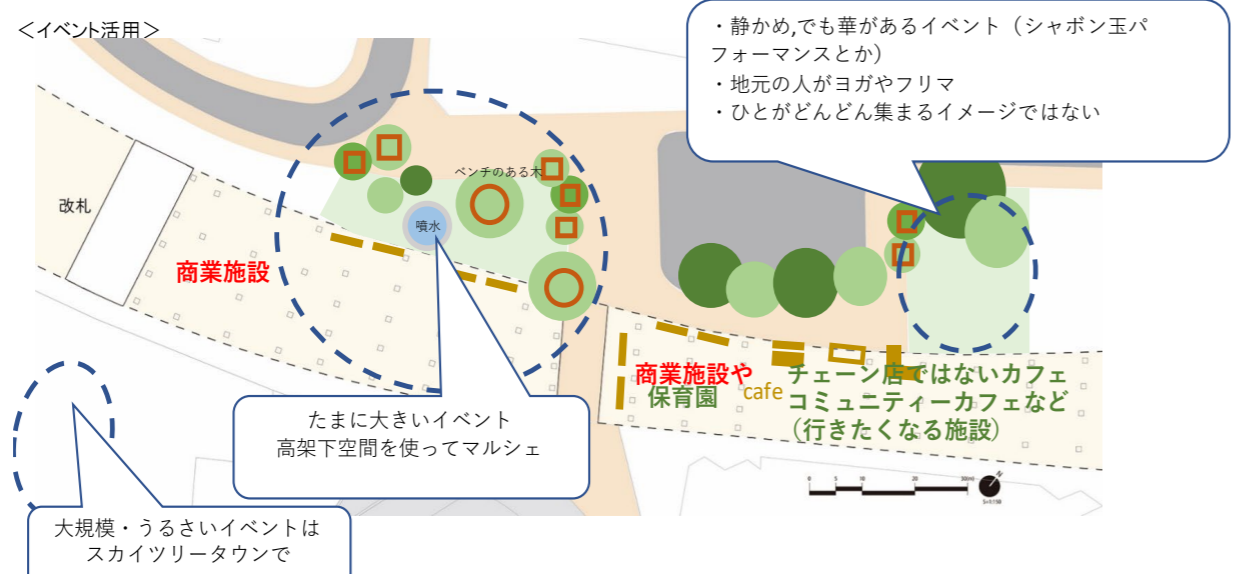 ＜イベント活用＞
・静かめ,でも華があるイベント（シャボン玉パ
フォーマンスとか）
・地元の人がヨガやフリマ
・ひとがどんどん集まるイメージではない
ベンチのある木
改札
噴水
商業施設
商業施設や
保育園
cafe
チェーン店ではないカフェ
コミュニティーカフェなど
（行きたくなる施設）
たまに大きいイベント
高架下空間を使ってマルシェ
0 5 10 20
N
大規模・うるさいイベントは
スカイツリータウンで